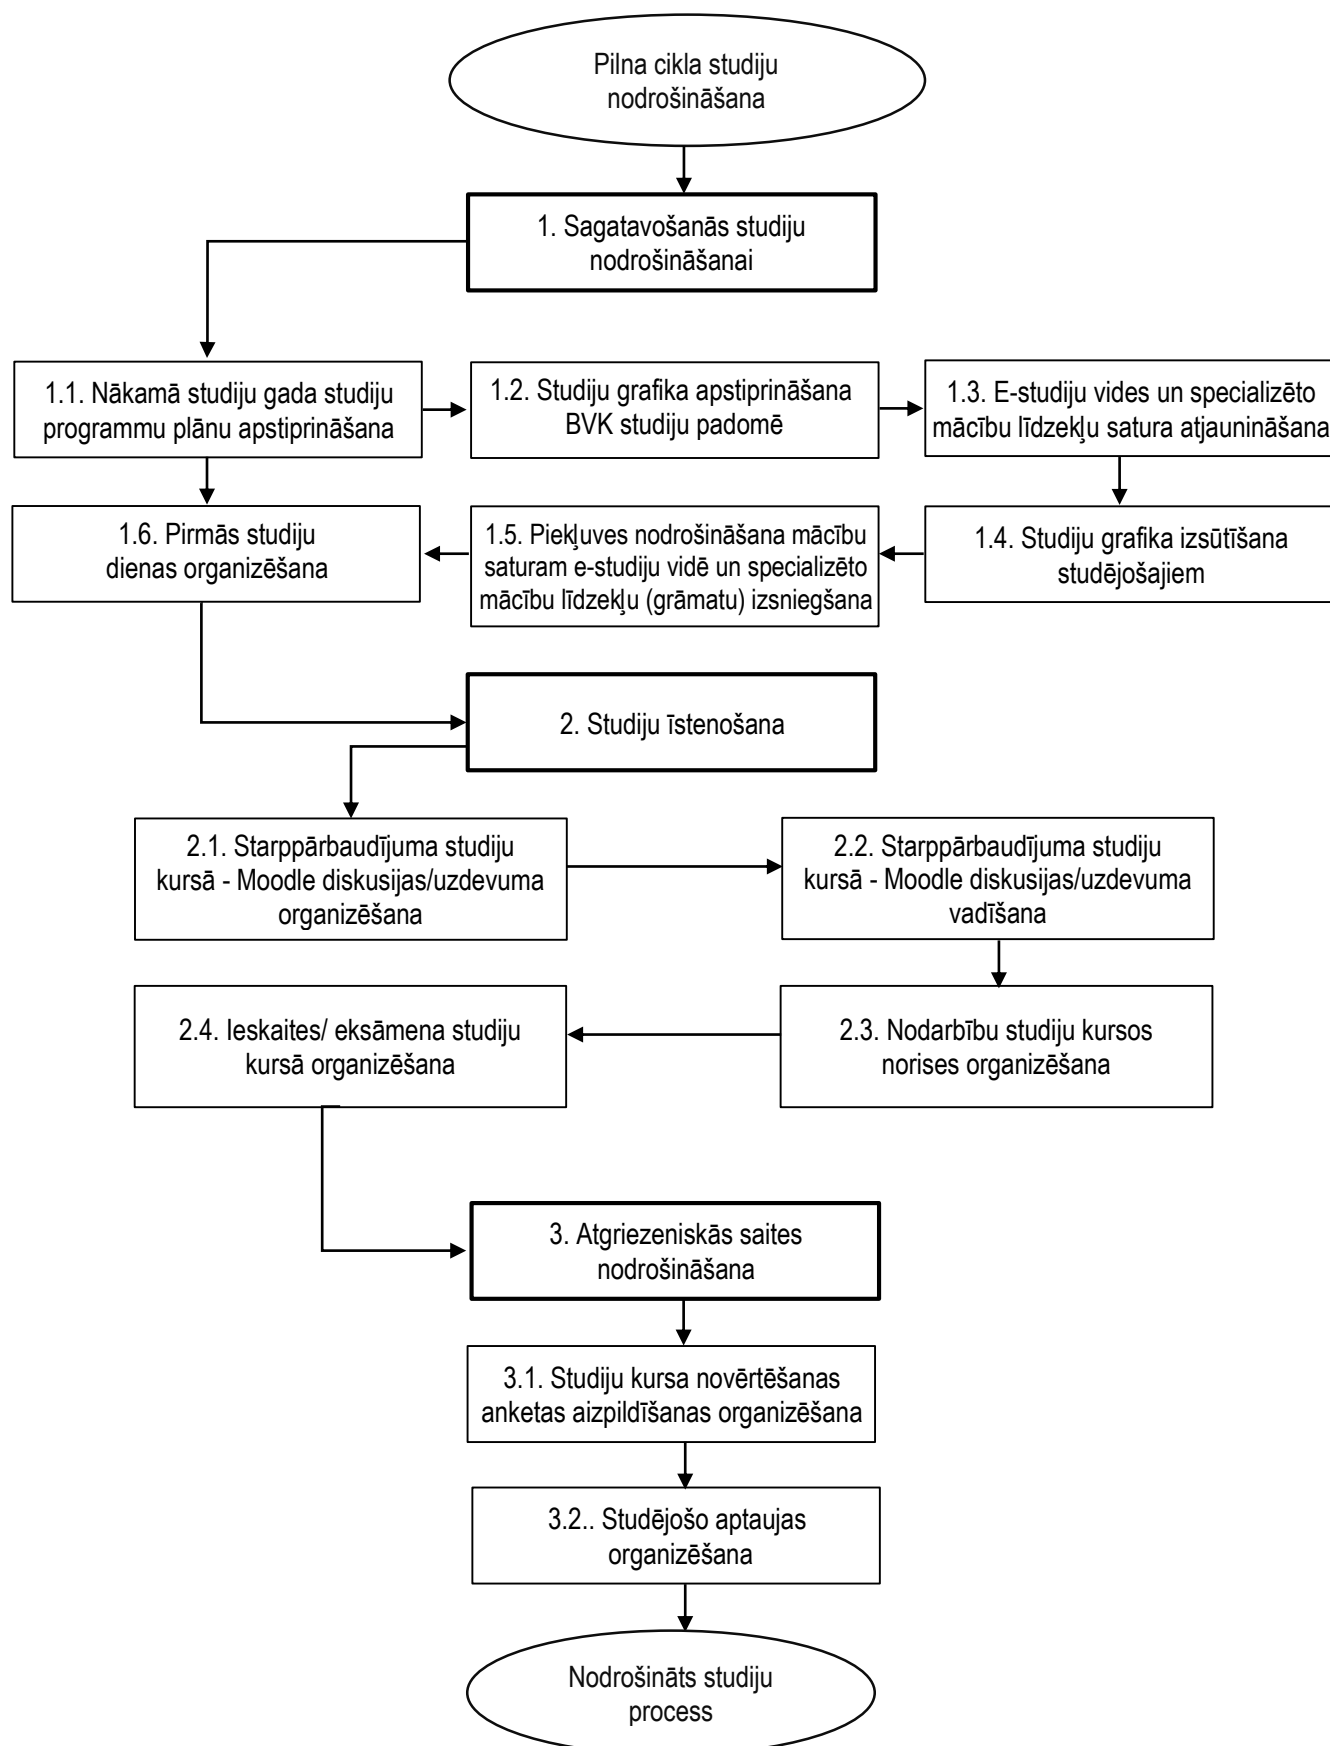 Pilna cikla studiju
nodrošināšana
1. Sagatavošanās studiju
nodrošināšanai
1.1. Nākamā studiju gada studiju
programmu plānu apstiprināšana
1.2. Studiju grafika apstiprināšana
BVK studiju padomē
1.3. E-studiju vides un specializēto
mācību līdzekļu satura atjaunināšana
1.4. Studiju grafika izsūtīšana
studējošajiem
1.5. Piekļuves nodrošināšana mācību
saturam e-studiju vidē un specializēto
mācību līdzekļu (grāmatu) izsniegšana
1.6. Pirmās studiju
dienas organizēšana
2. Studiju īstenošana
2.1. Starppārbaudījuma studiju
kursā - Moodle diskusijas/uzdevuma
organizēšana
2.2. Starppārbaudījuma studiju
kursā - Moodle diskusijas/uzdevuma
vadīšana
2.3. Nodarbību studiju kursos
norises organizēšana
2.4. Ieskaites/ eksāmena studiju
kursā organizēšana
3. Atgriezeniskās saites
nodrošināšana
3.1. Studiju kursa novērtēšanas
anketas aizpildīšanas organizēšana
3.2.. Studējošo aptaujas
organizēšana
Nodrošināts studiju
process